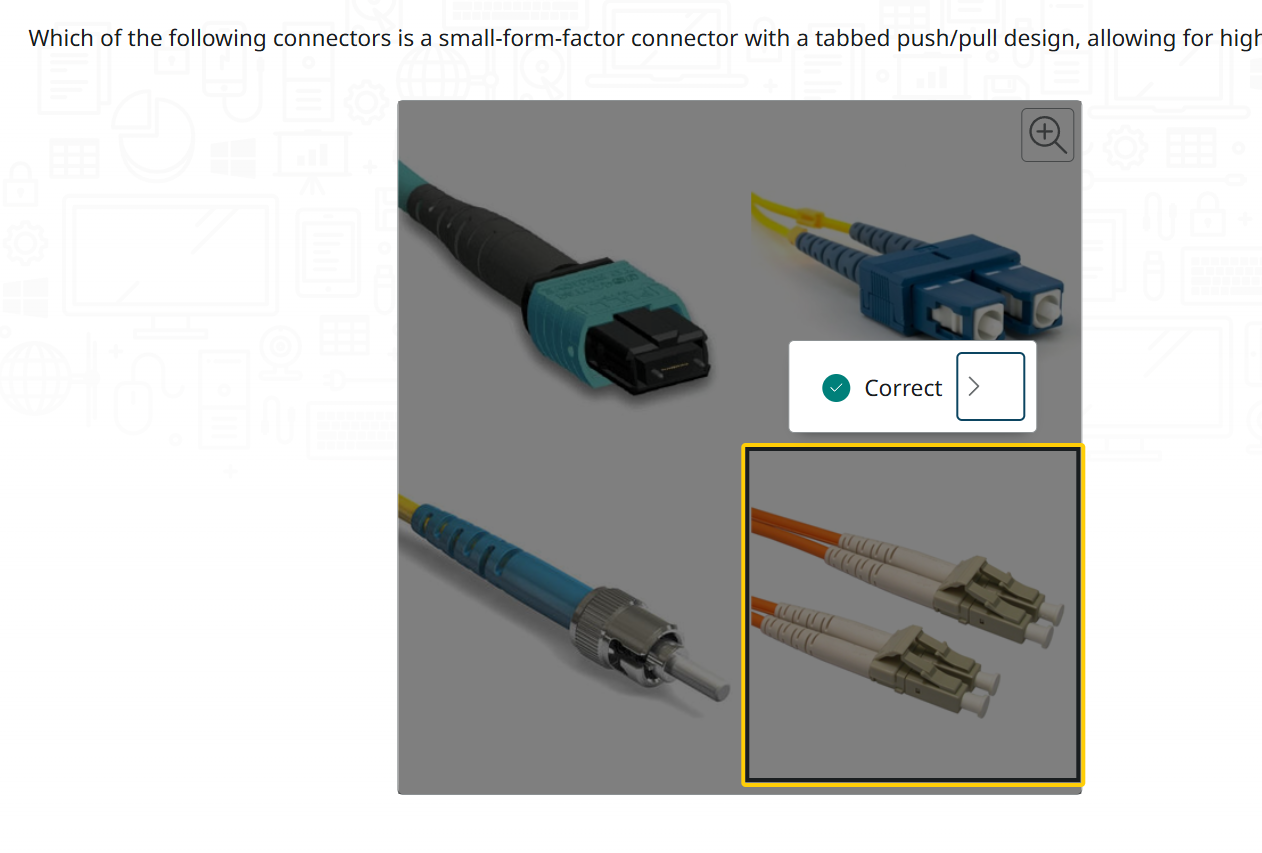 Which of the following connectors is a small-form-factor connector with a tabbed push/pull design, allowing for high
Correct